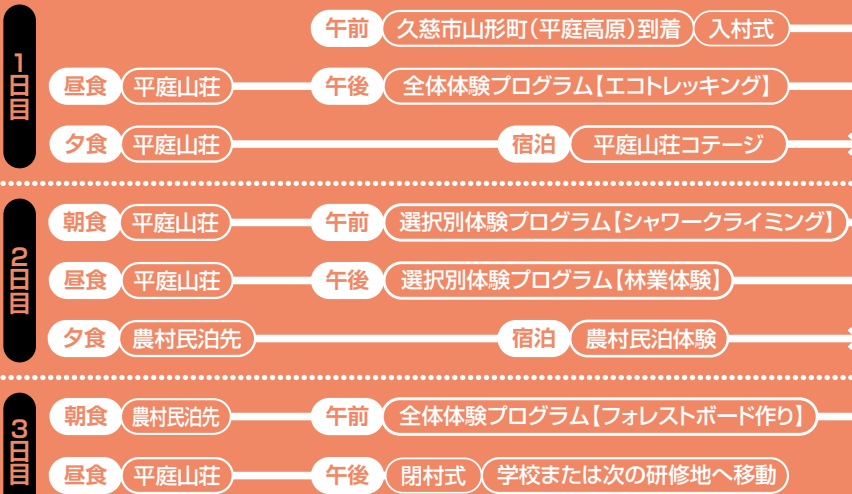 1日目
午前 久慈市山形町(平庭高原)到着 入村式
昼食 平庭山荘 午後 全体体験プログラム【エコトレッキング】
夕食 平庭山荘 宿泊 平庭山荘コテージ
2日目
朝食 平庭山荘 午前 選択別体験プログラム【シャワークライミング】
昼食 平庭山荘 午後 選択別体験プログラム【林業体験】
夕食 農村民泊先 宿泊 農村民泊体験
3日目
朝食 農村民泊先 午前 全体体験プログラム【フォレストボード作り】
昼食 平庭山荘 午後 閉村式 学校または次の研修地へ移動